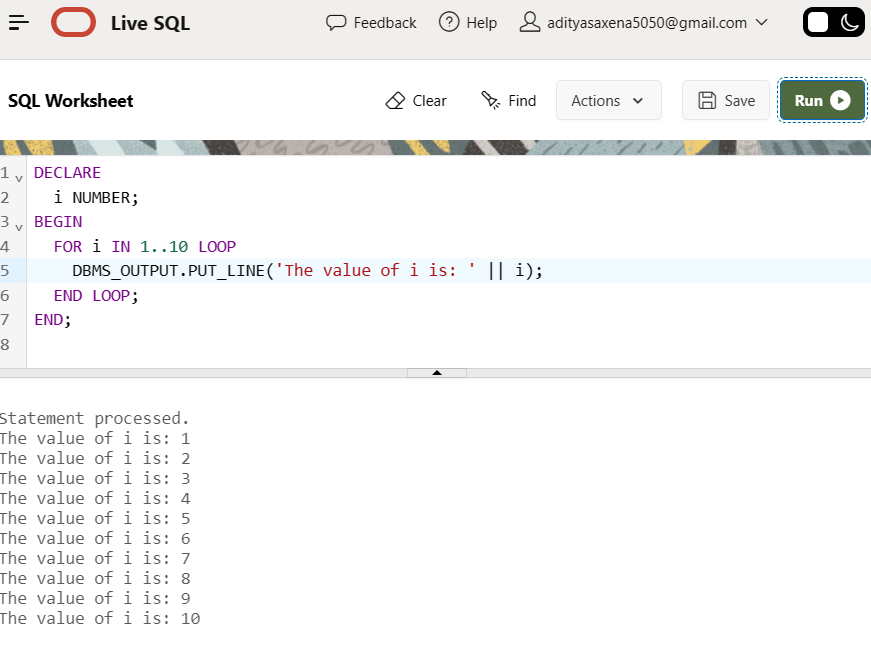 Live SQL Feedback Help adityasaxena5050@gmail.com
SQL Worksheet Clear Find Actions Save Run
1 DECLARE
2   i NUMBER;
3 BEGIN
4   FOR i IN 1..10 LOOP
5     DBMS_OUTPUT.PUT_LINE('The value of i is: ' || i);
6   END LOOP;
7 END;
8
Statement processed.
The value of i is: 1
The value of i is: 2
The value of i is: 3
The value of i is: 4
The value of i is: 5
The value of i is: 6
The value of i is: 7
The value of i is: 8
The value of i is: 9
The value of i is: 10